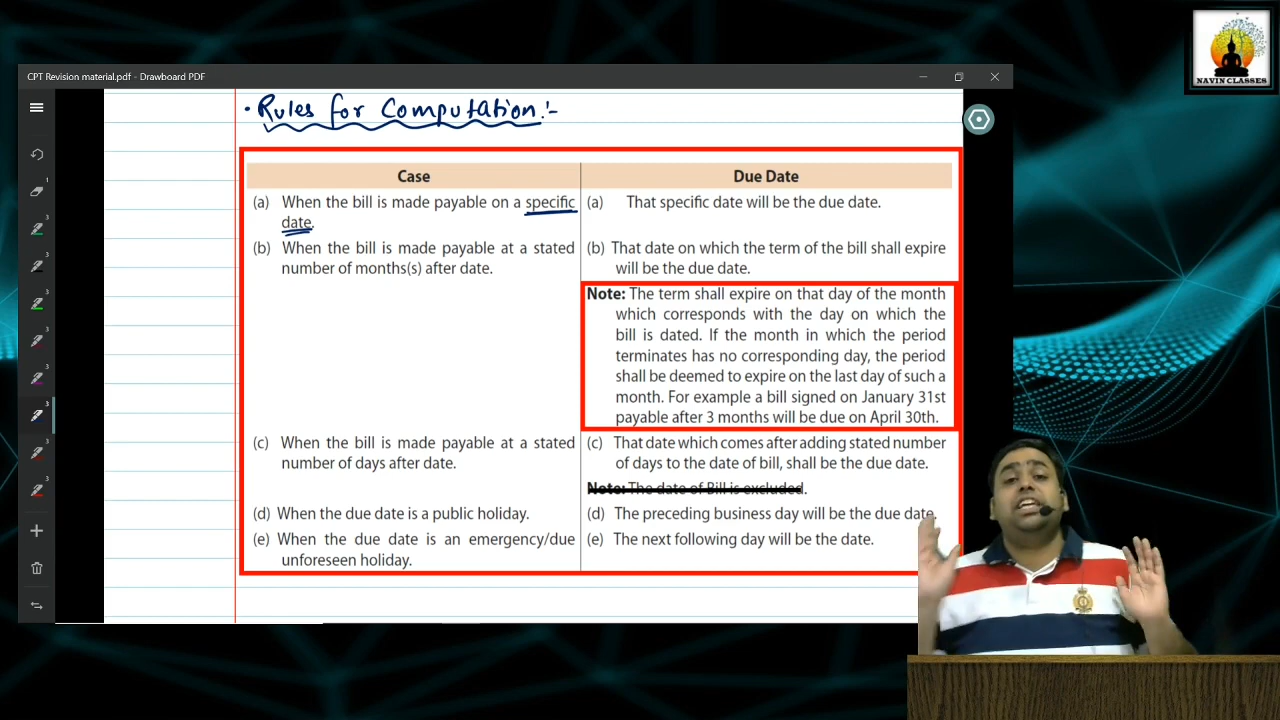 NAVIN CLASSES
CPT Revision material.pdf - Drawboard PDF
• Rules for Computation :-
Case
Due Date
(a) When the bill is made payable on a specific
date.
(a) That specific date will be the due date.
(b) When the bill is made payable at a stated
number of months(s) after date.
(b) That date on which the term of the bill shall expire
will be the due date.
Note: The term shall expire on that day of the month
which corresponds with the day on which the
bill is dated. If the month in which the period
terminates has no corresponding day, the period
shall be deemed to expire on the last day of such a
month. For example a bill signed on January 31st
payable after 3 months will be due on April 30th.
(c) When the bill is made payable at a stated
number of days after date.
(c) That date which comes after adding stated number
of days to the date of bill, shall be the due date.
Note: The date of Bill is excluded.
(d) When the due date is a public holiday.
(d) The preceding business day will be the due date.
(e) When the due date is an emergency/due
unforeseen holiday.
(e) The next following day will be the date.
1
3
3
3
3
3
3
3
3